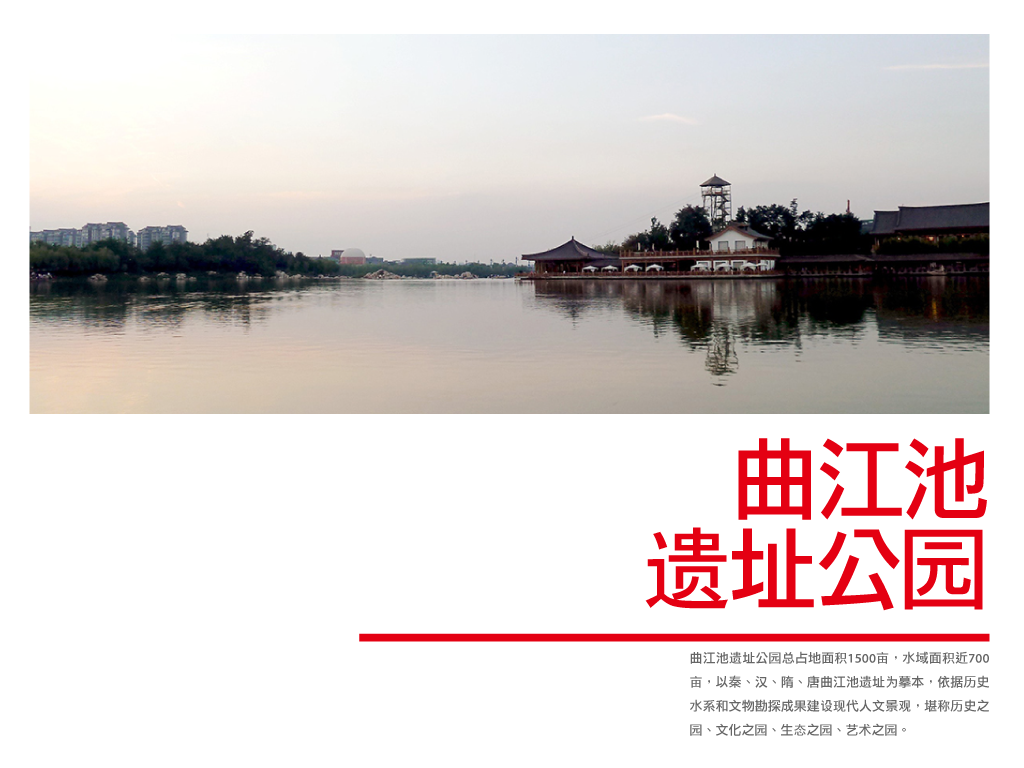 曲江池
遗址公园
曲江池遗址公园总占地面积1500亩，水域面积近700
亩，以秦、汉、隋、唐曲江池遗址为摹本，依据历史
水系和文物勘探成果建设现代人文景观，堪称历史之
园、文化之园、生态之园、艺术之园。